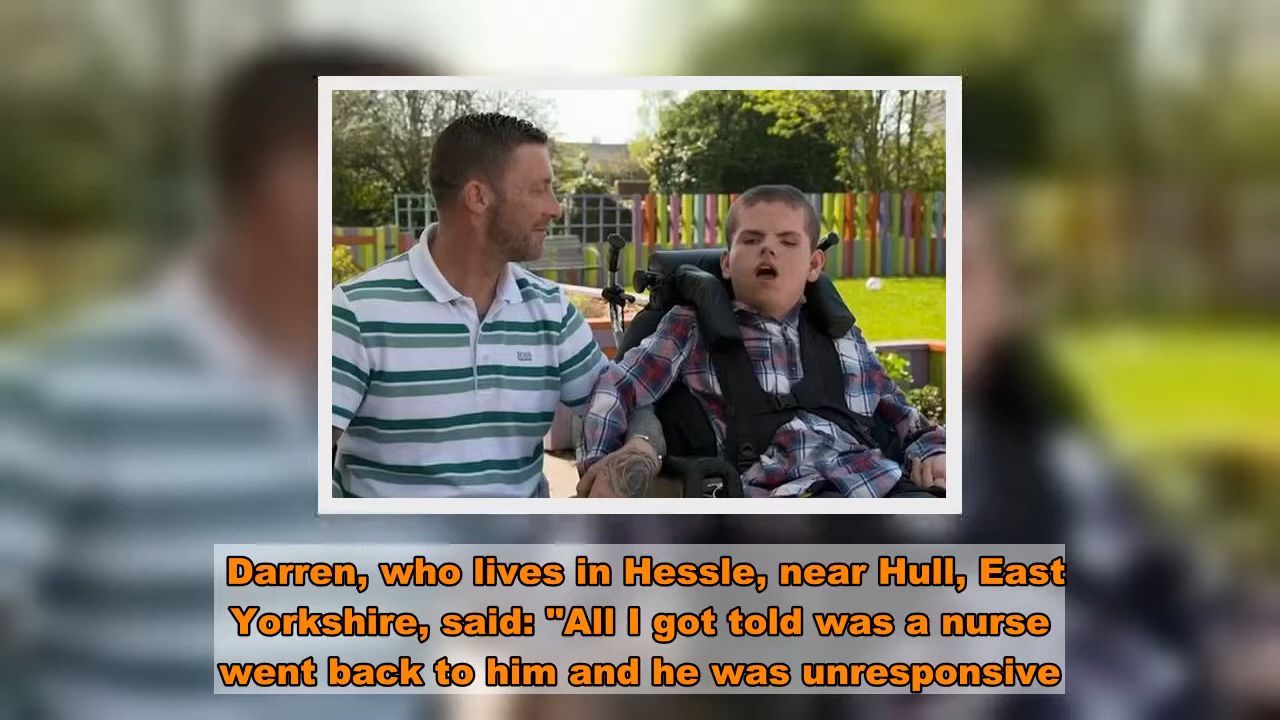 BOSS
Darren, who lives in Hessle, near Hull, East
Yorkshire, said: "All I got told was a nurse
went back to him and he was unresponsive